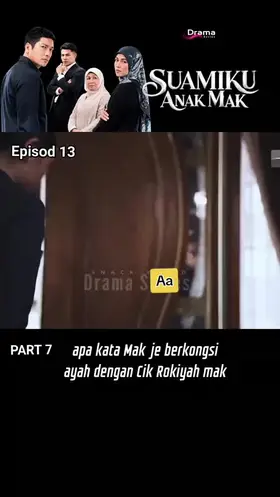 Drama
SUAMIKU
ANAK MAK
Episod 13
Aa
PART 7
apa kata Mak je berkongsi
ayah dengan Cik Rokiyah mak